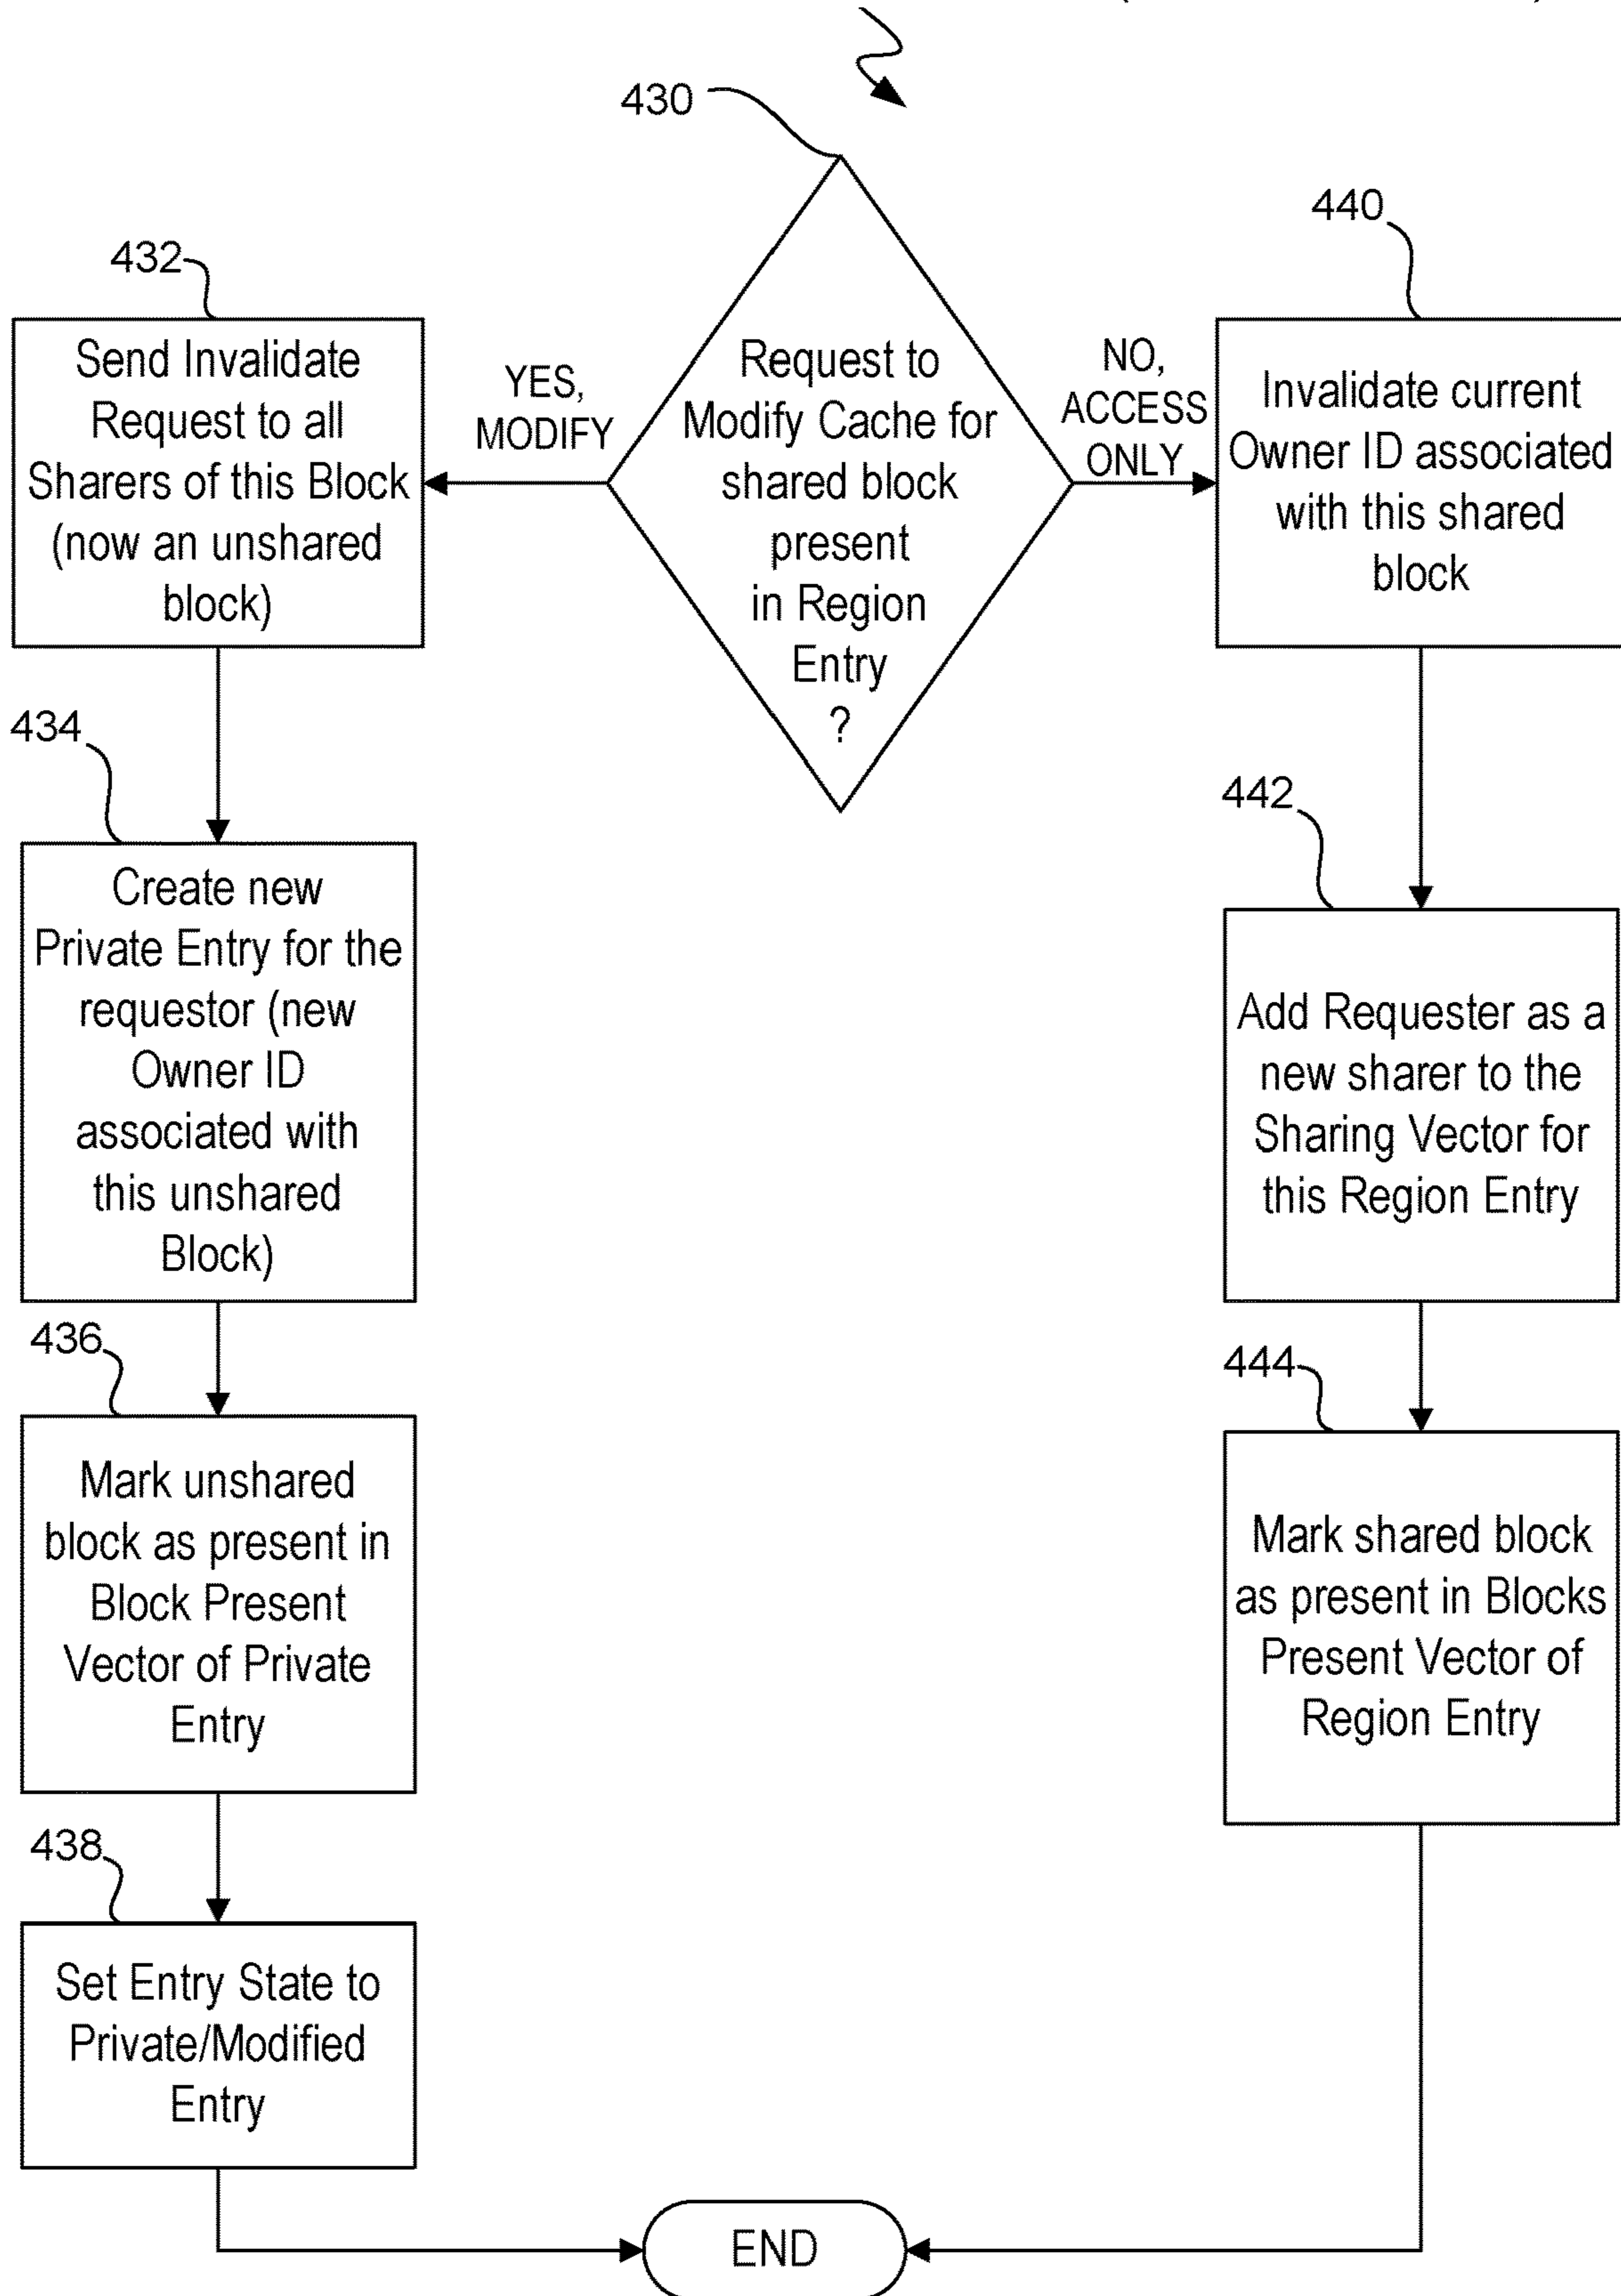 430
Request to
Modify Cache for
shared block
present
in Region
Entry
?
YES,
MODIFY
NO,
ACCESS
ONLY
432
Send Invalidate
Request to all
Sharers of this Block
(now an unshared
block)
434
Create new
Private Entry for the
requestor (new
Owner ID
associated with
this unshared
Block)
436
Mark unshared
block as present in
Block Present
Vector of Private
Entry
438
Set Entry State to
Private/Modified
Entry
440
Invalidate current
Owner ID associated
with this shared
block
442
Add Requester as a
new sharer to the
Sharing Vector for
this Region Entry
444
Mark shared block
as present in Blocks
Present Vector of
Region Entry
END